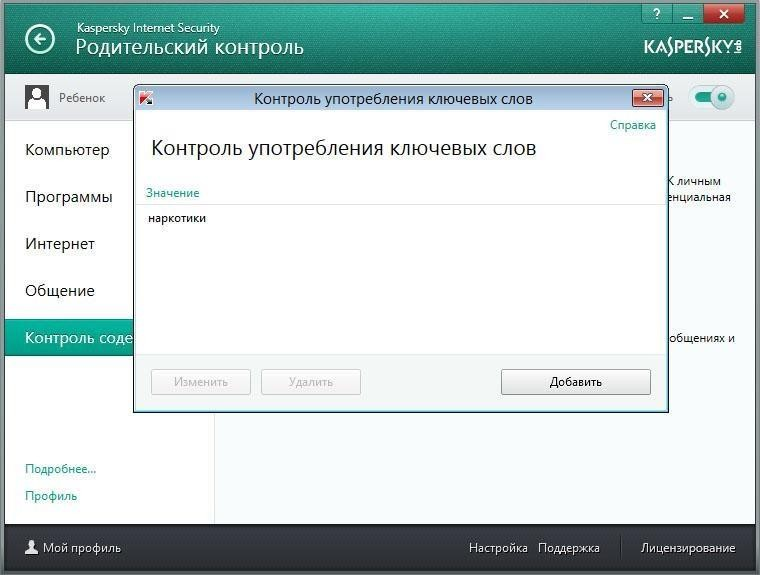 Kaspersky Internet Security
Родительский контроль
?
KASPERSKY
Ребенок
Контроль употребления ключевых слов
ь
Справка
Контроль употребления ключевых слов
Компьютер
К личным
Значение
Программы
енциальная
наркотики
Интернет
Общение
Контроль соде
общениях и
Изменить
Удалить
Добавить
Подробнее...
Профиль
Мой профиль
Настройка
Поддержка
Лицензирование